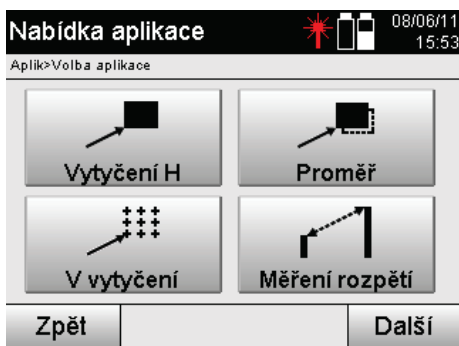 Nabídka aplikace
08/06/11
15:53
Aplik>Volba aplikace
Vytyčení H
Proměř
V vytyčení
Měření rozpětí
Zpět
Další